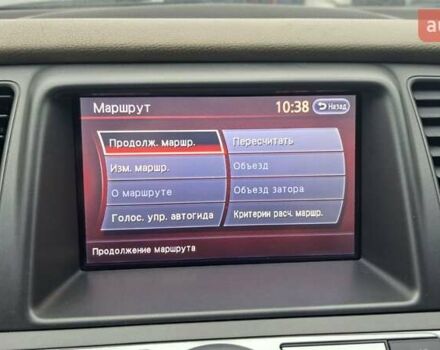 Маршрут
10:38
Назад
Продолж. маршр.
Пересчитать
Изм. маршр.
Объезд
О маршруте
Объезд затора
Голос. упр. автогида
Критерии расч. маршр.
Продолжение маршрута